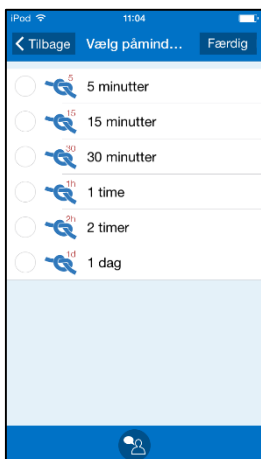 iPod 11:04
Tilbage Vælg påmind... Færdig
5
5 minutter
15
15 minutter
30
30 minutter
1h
1 time
2h
2 timer
1d
1 dag